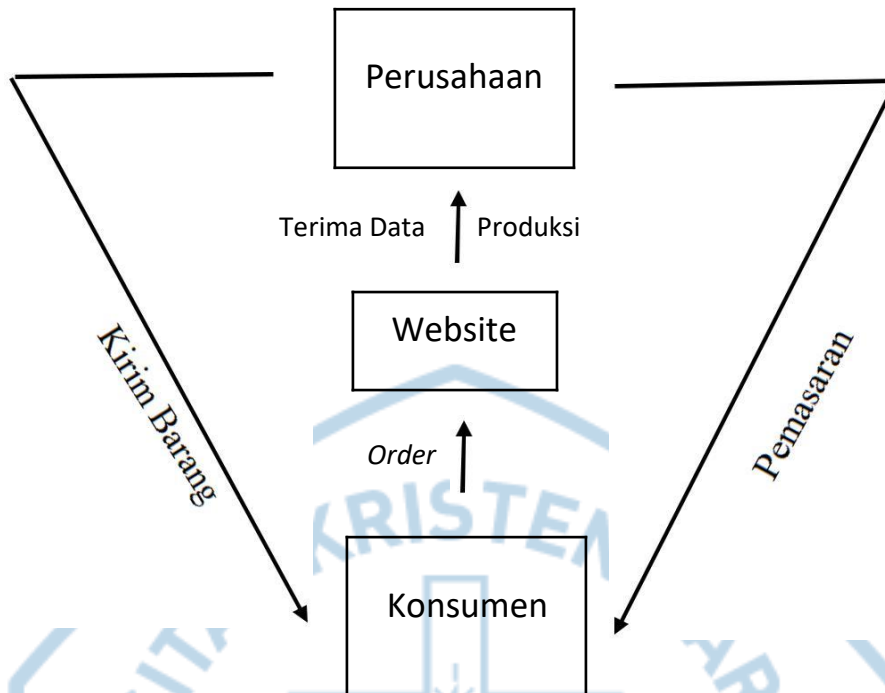 Perusahaan
Terima Data
Produksi
Website
Kirim Barang
Pemasaran
Order
KRISTEN
Konsumen